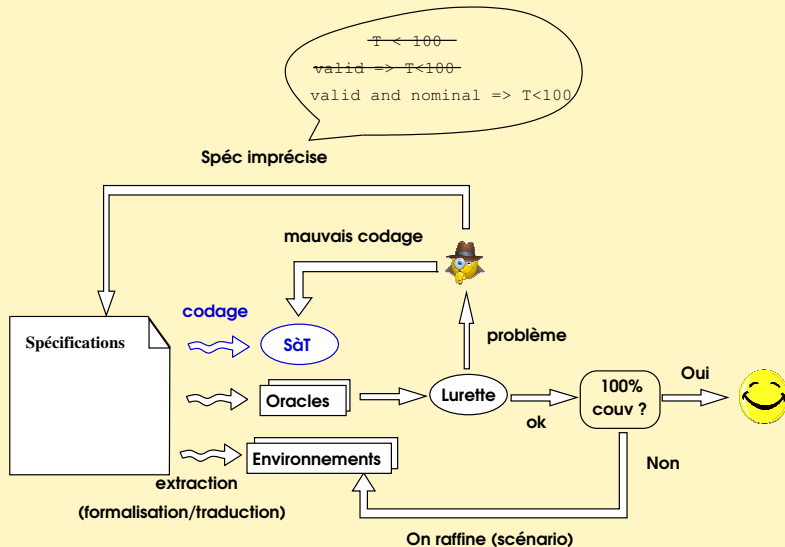 T < 100
valid => T<100
valid and nominal => T<100
Spéc imprécise
mauvais codage
codage
Spécifications
SàT
problème
Oracles
Lurette
ok
100%
couv ?
Oui
Environnements
Non
extraction
(formalisation/traduction)
On raffine (scénario)